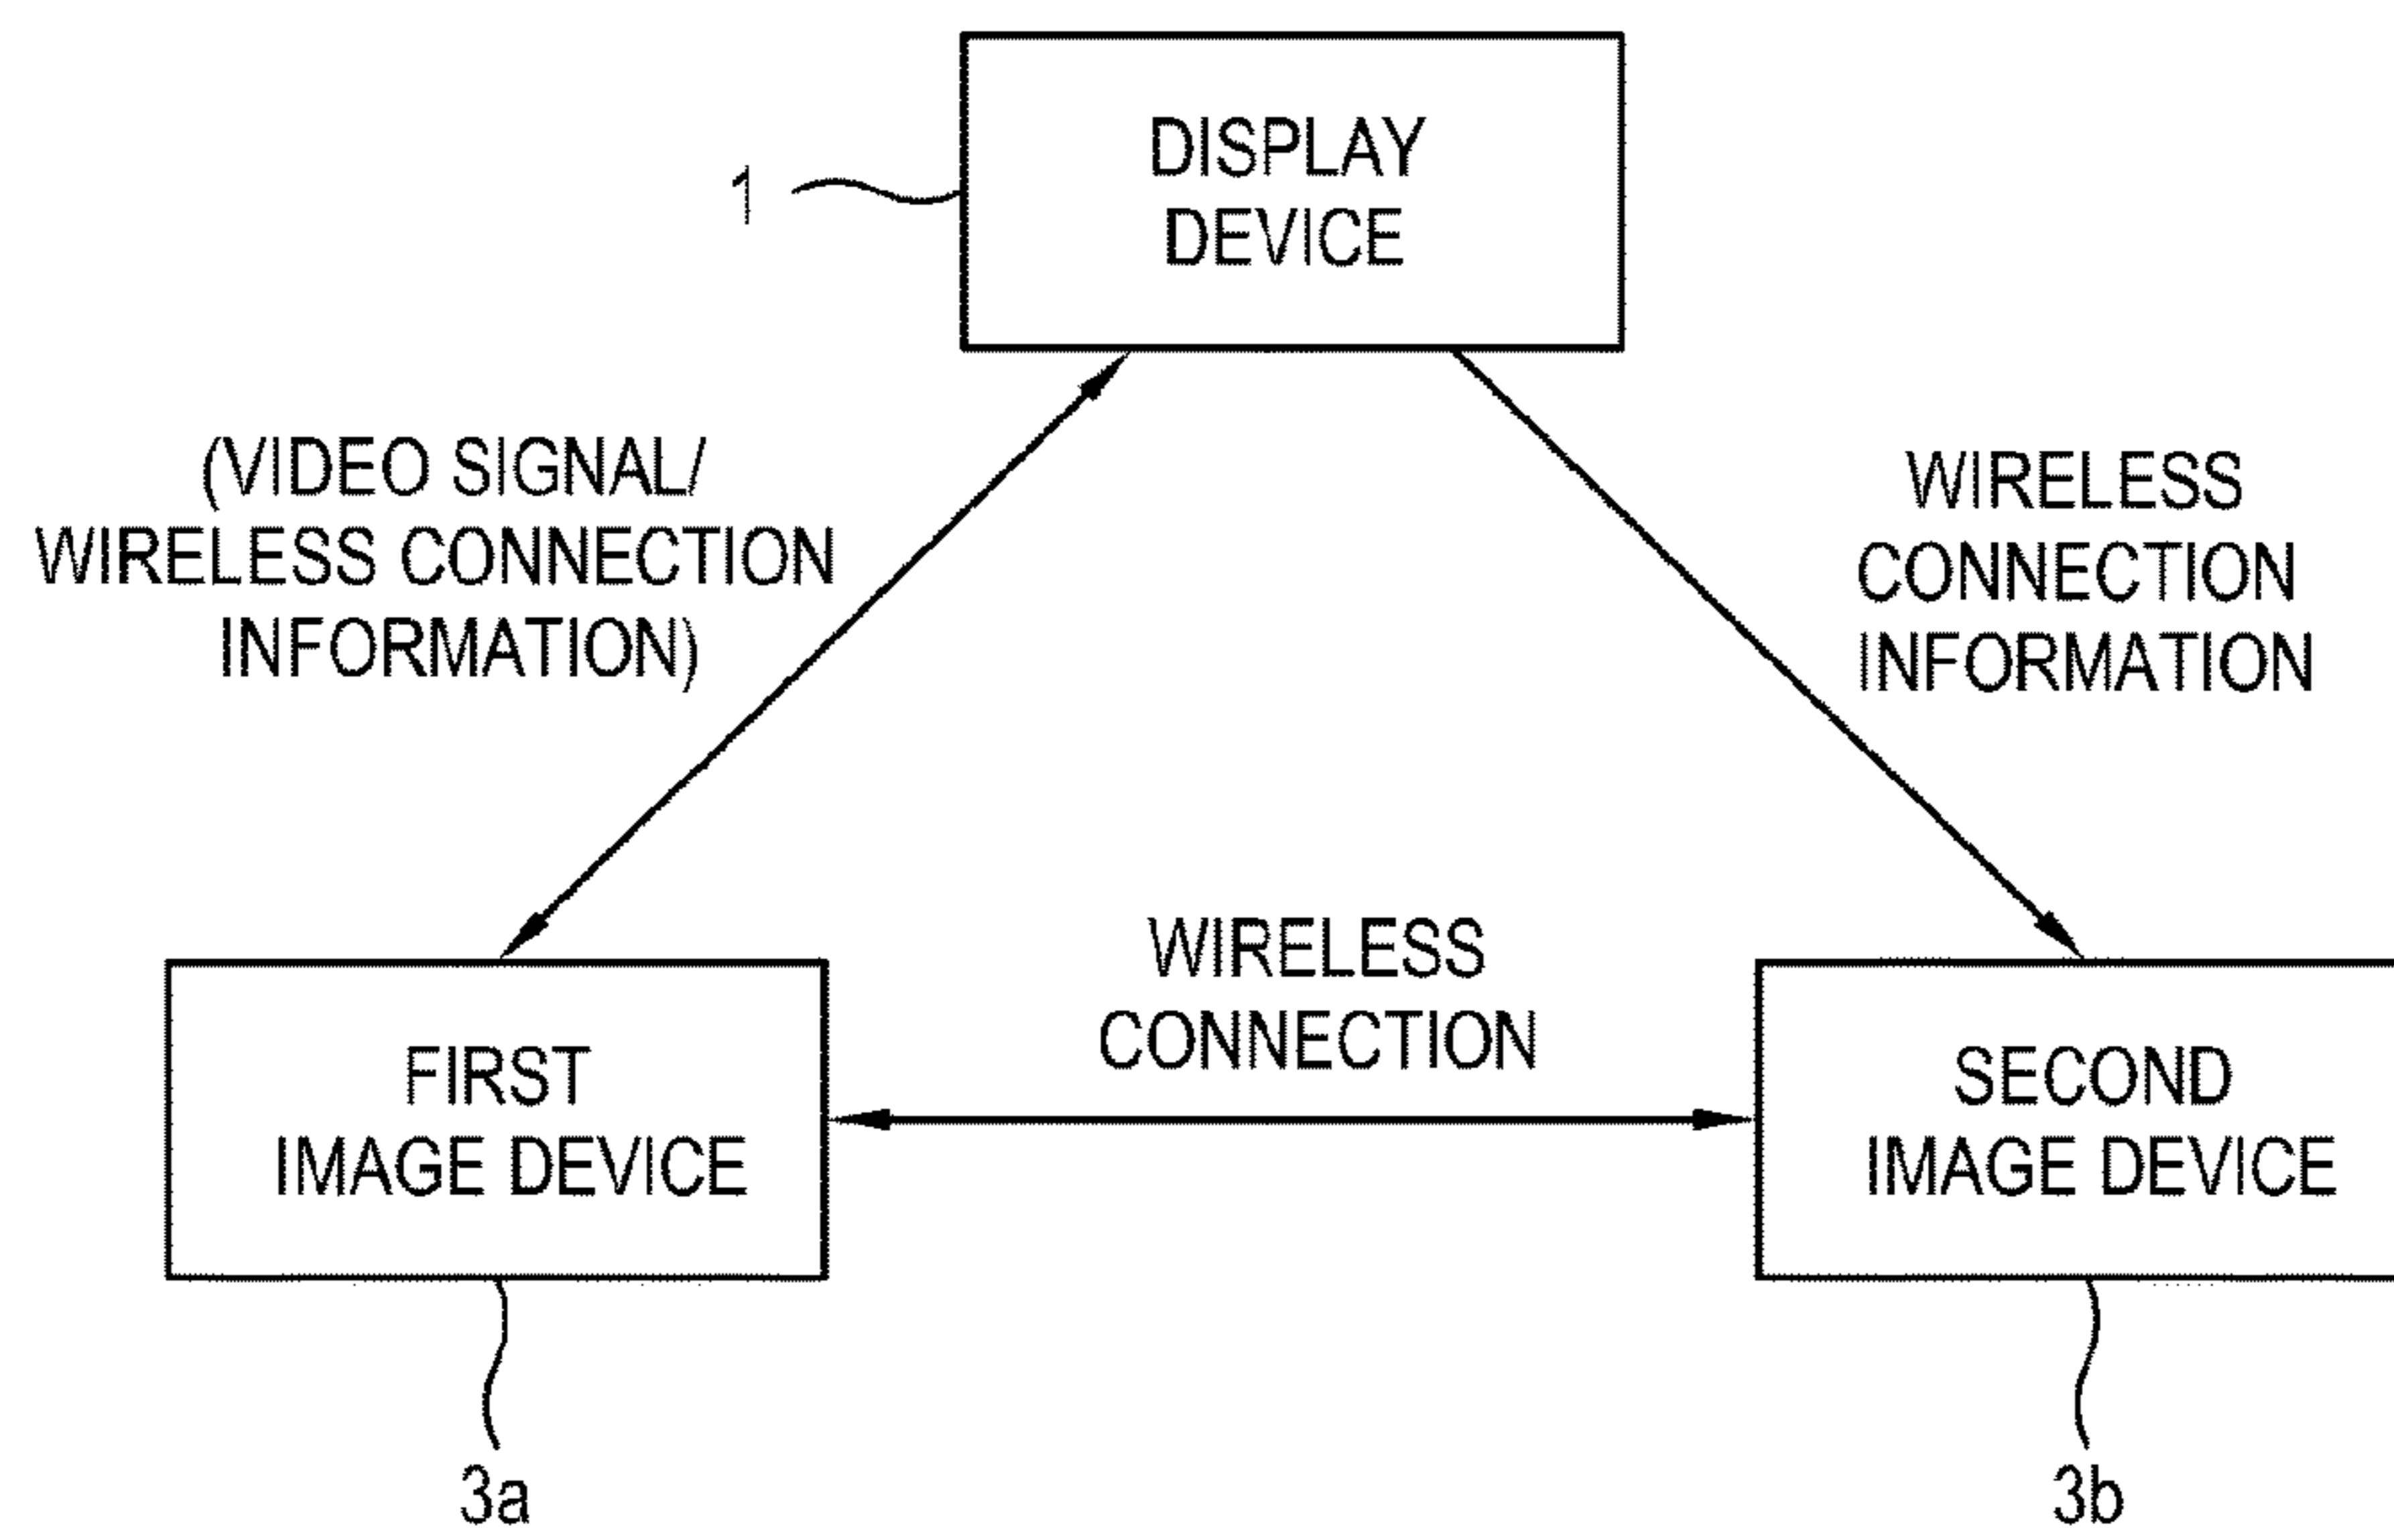 DISPLAY
DEVICE
1
(VIDEO SIGNAL/
WIRELESS CONNECTION
INFORMATION)
WIRELESS
CONNECTION
INFORMATION
WIRELESS
CONNECTION
FIRST
IMAGE DEVICE
SECOND
IMAGE DEVICE
3a
3b